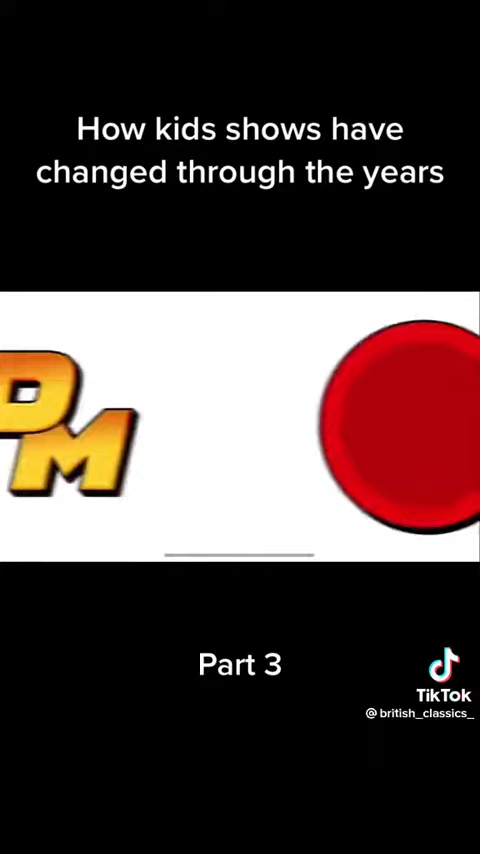 How kids shows have
changed through the years
DM
Part 3
TikTok
@british_classics_